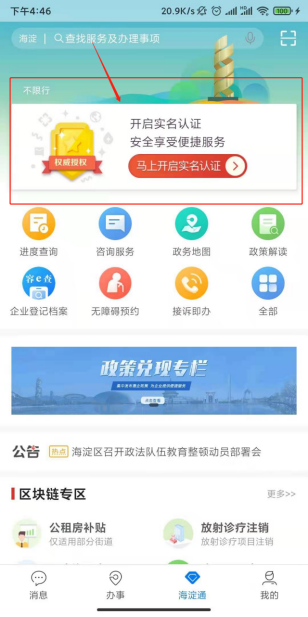 下午4:46
20.9K/s
100
海淀
查找服务及办理事项
不限行
权威授权
开启实名认证
安全享受便捷服务
马上开启实名认证
进度查询
咨询服务
政务地图
政策解读
企业登记档案
无障碍预约
接诉即办
全部
政策兑现专栏
点击查看
公告
热点
海淀区召开政法队伍教育整顿动员部署会
区块链专区
更多>>
公租房补贴
仅适用部分街道
放射诊疗注销
放射诊疗项目注销
消息
办事
海淀通
我的